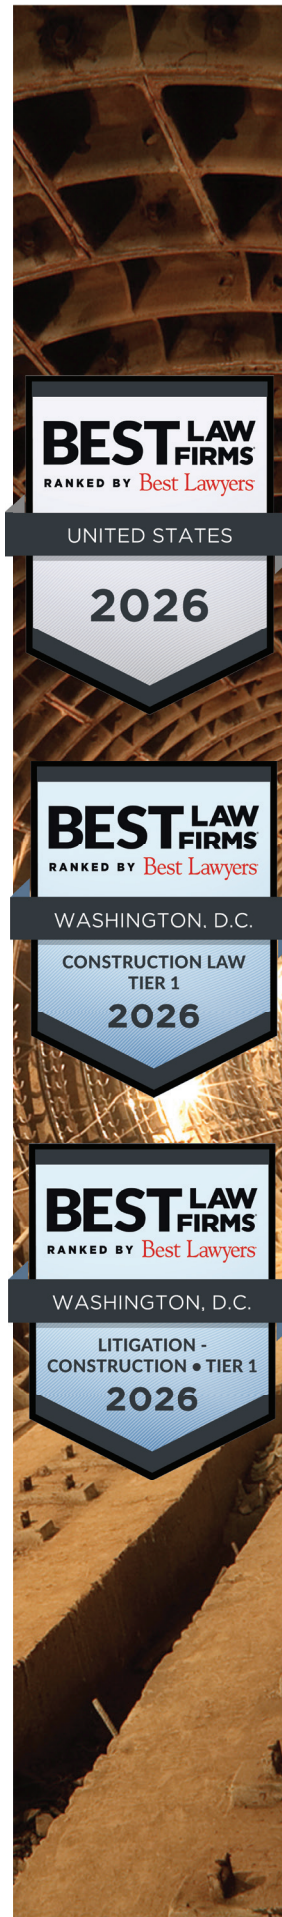 BEST LAW FIRMS
RANKED BY Best Lawyers
UNITED STATES
2026
BEST LAW FIRMS
RANKED BY Best Lawyers
WASHINGTON, D.C.
CONSTRUCTION LAW
TIER 1
2026
BEST LAW FIRMS
RANKED BY Best Lawyers
WASHINGTON, D.C.
LITIGATION -
CONSTRUCTION • TIER 1
2026